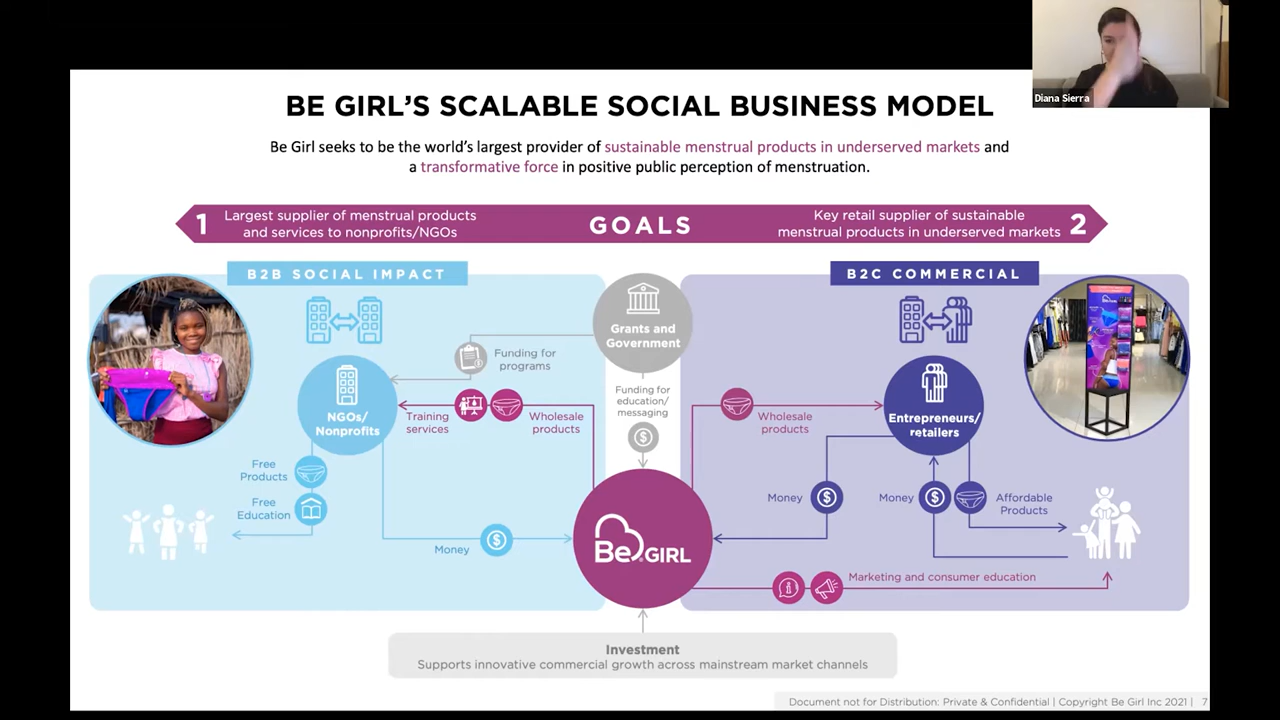 Diana Sierra
BE GIRL'S SCALABLE SOCIAL BUSINESS MODEL
Be Girl seeks to be the world's largest provider of sustainable menstrual products in underserved markets and
a transformative force in positive public perception of menstruation.
1
Largest supplier of menstrual products
and services to nonprofits/NGOs
GOALS
Key retail supplier of sustainable
menstrual products in underserved markets
2
B2B SOCIAL IMPACT
B2C COMMERCIAL
Grants and
Government
Funding for
programs
Funding for
education/
messaging
NGOs/
Nonprofits
Training
services
Wholesale
products
Wholesale
products
Entrepreneurs/
retailers
Free
Products
Free
Education
Money
Money
Money
Affordable
Products
Be. GIRL
Marketing and consumer education
Investment
Supports innovative commercial growth across mainstream market channels
Document not for Distribution: Private & Confidential | Copyright Be Girl Inc 2021 | 7